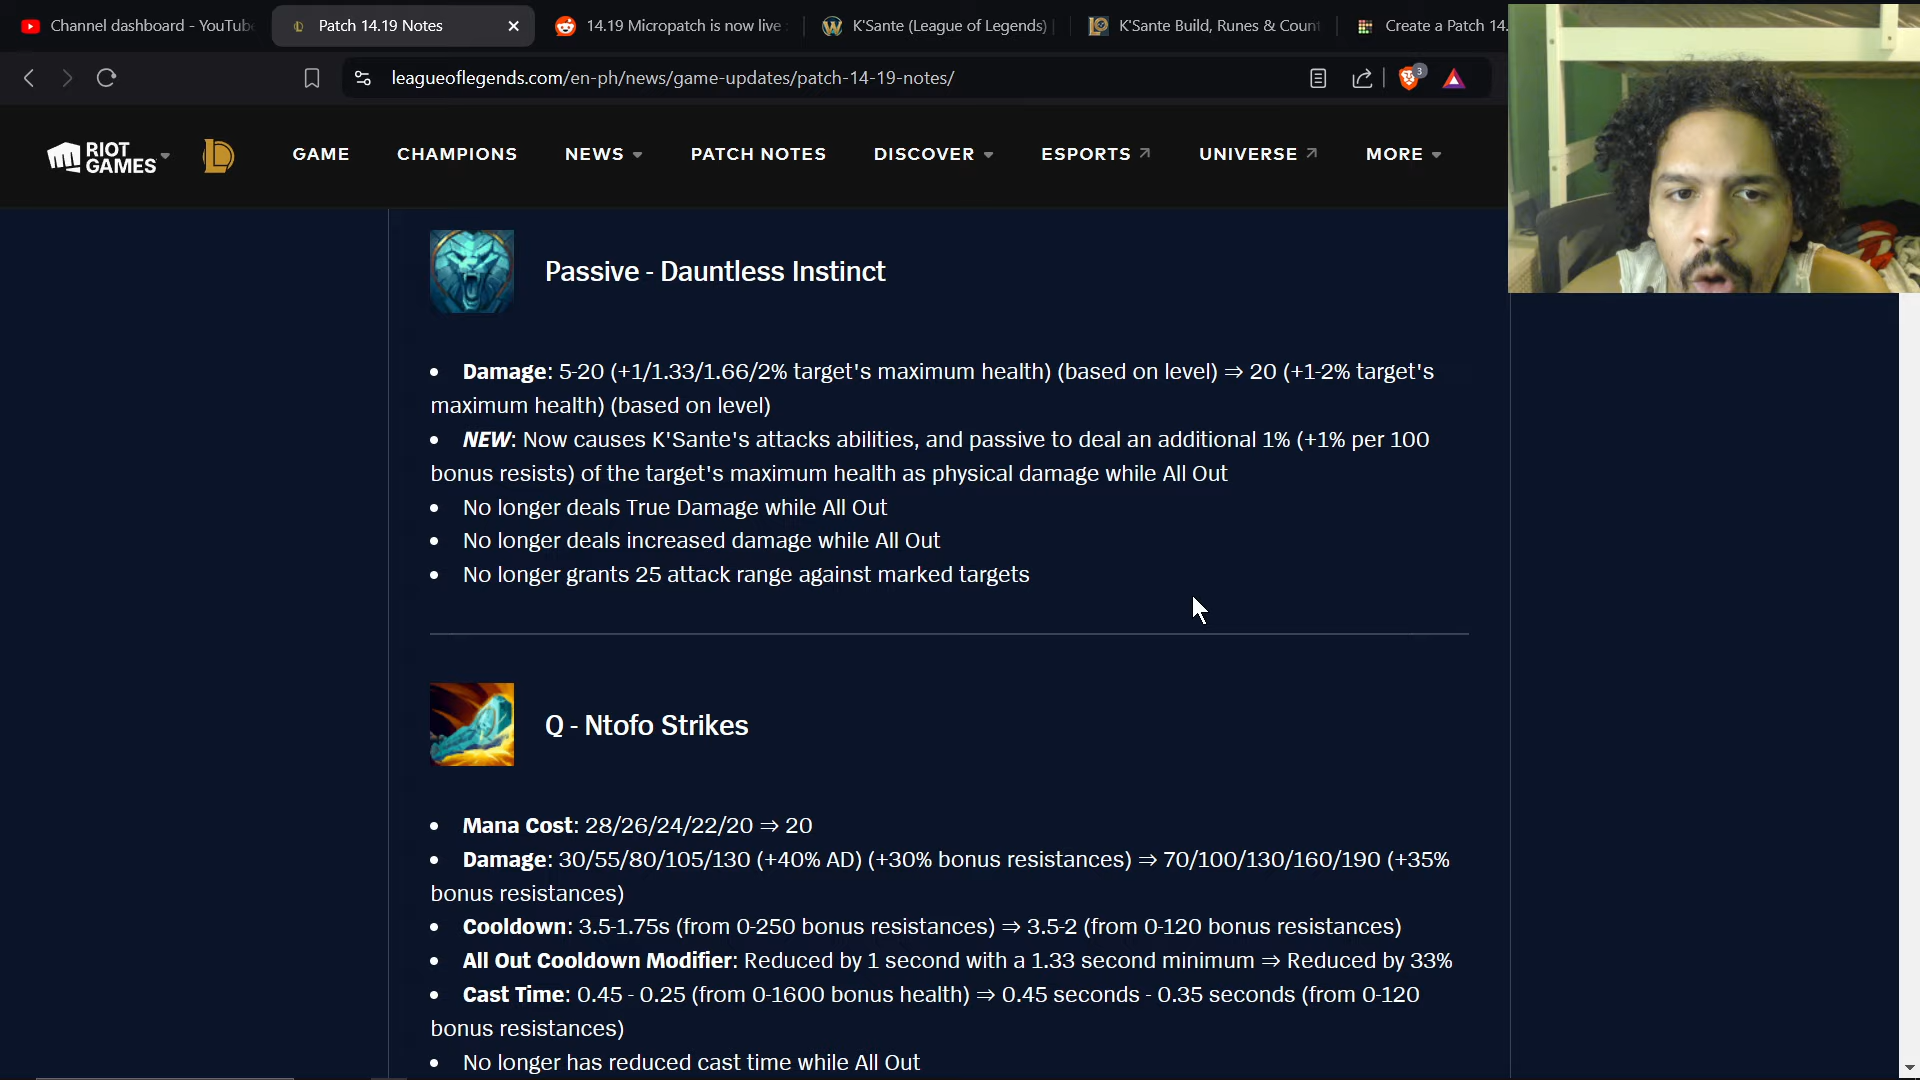 Channel dashboard - YouTube
Patch 14.19 Notes
14.19 Micropatch is now live
K'Sante (League of Legends)
K'Sante Build, Runes & Count
Create a Patch 14.
leagueoflegends.com/en-ph/news/game-updates/patch-14-19-notes/
3
RIOT GAMES
GAME
CHAMPIONS
NEWS
PATCH NOTES
DISCOVER
ESPORTS
UNIVERSE
MORE
Passive - Dauntless Instinct
• Damage: 5-20 (+1/1.33/1.66/2% target's maximum health) (based on level) ⇒ 20 (+1-2% target's
maximum health) (based on level)
• NEW: Now causes K'Sante's attacks abilities, and passive to deal an additional 1% (+1% per 100
bonus resists) of the target's maximum health as physical damage while All Out
• No longer deals True Damage while All Out
• No longer deals increased damage while All Out
• No longer grants 25 attack range against marked targets
Q - Ntofo Strikes
• Mana Cost: 28/26/24/22/20 ⇒ 20
• Damage: 30/55/80/105/130 (+40% AD) (+30% bonus resistances) ⇒ 70/100/130/160/190 (+35%
bonus resistances)
• Cooldown: 3.5-1.75s (from 0-250 bonus resistances) ⇒ 3.5-2 (from 0-120 bonus resistances)
• All Out Cooldown Modifier: Reduced by 1 second with a 1.33 second minimum ⇒ Reduced by 33%
• Cast Time: 0.45 - 0.25 (from 0-1600 bonus health) ⇒ 0.45 seconds - 0.35 seconds (from 0-120
bonus resistances)
• No longer has reduced cast time while All Out